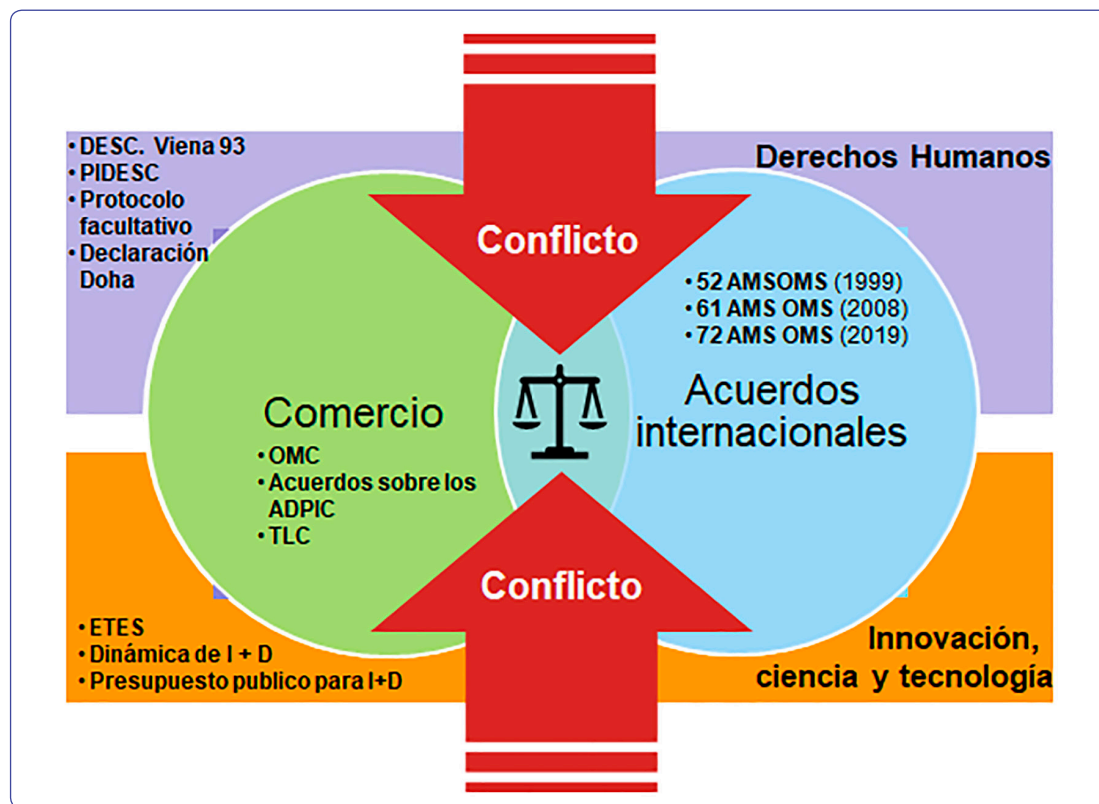 • DESC. Viena 93
• PIDESC
• Protocolo
facultativo
• Declaración
Doha
Derechos Humanos
Conflicto
• 52 AMSOMS (1999)
• 61 AMS OMS (2008)
• 72 AMS OMS (2019)
Acuerdos
internacionales
Comercio
• OMC
• Acuerdos sobre los
ADPIC
• TLC
Conflicto
• ETES
• Dinámica de I + D
• Presupuesto publico para I+D
Innovación,
ciencia y tecnología